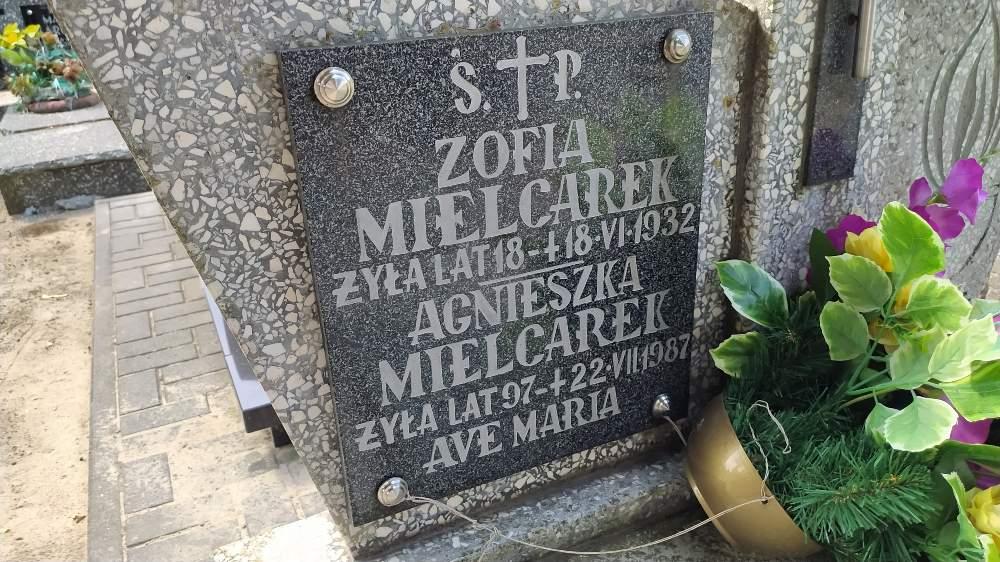 Ś. P.
ZOFIA
MIELCAREK
ŻYŁA LAT 18 - + 18 · VI · 1932
AGNIESZKA
MIELCAREK
ŻYŁA LAT 97 - + 22 · VII · 1987
AVE MARIA